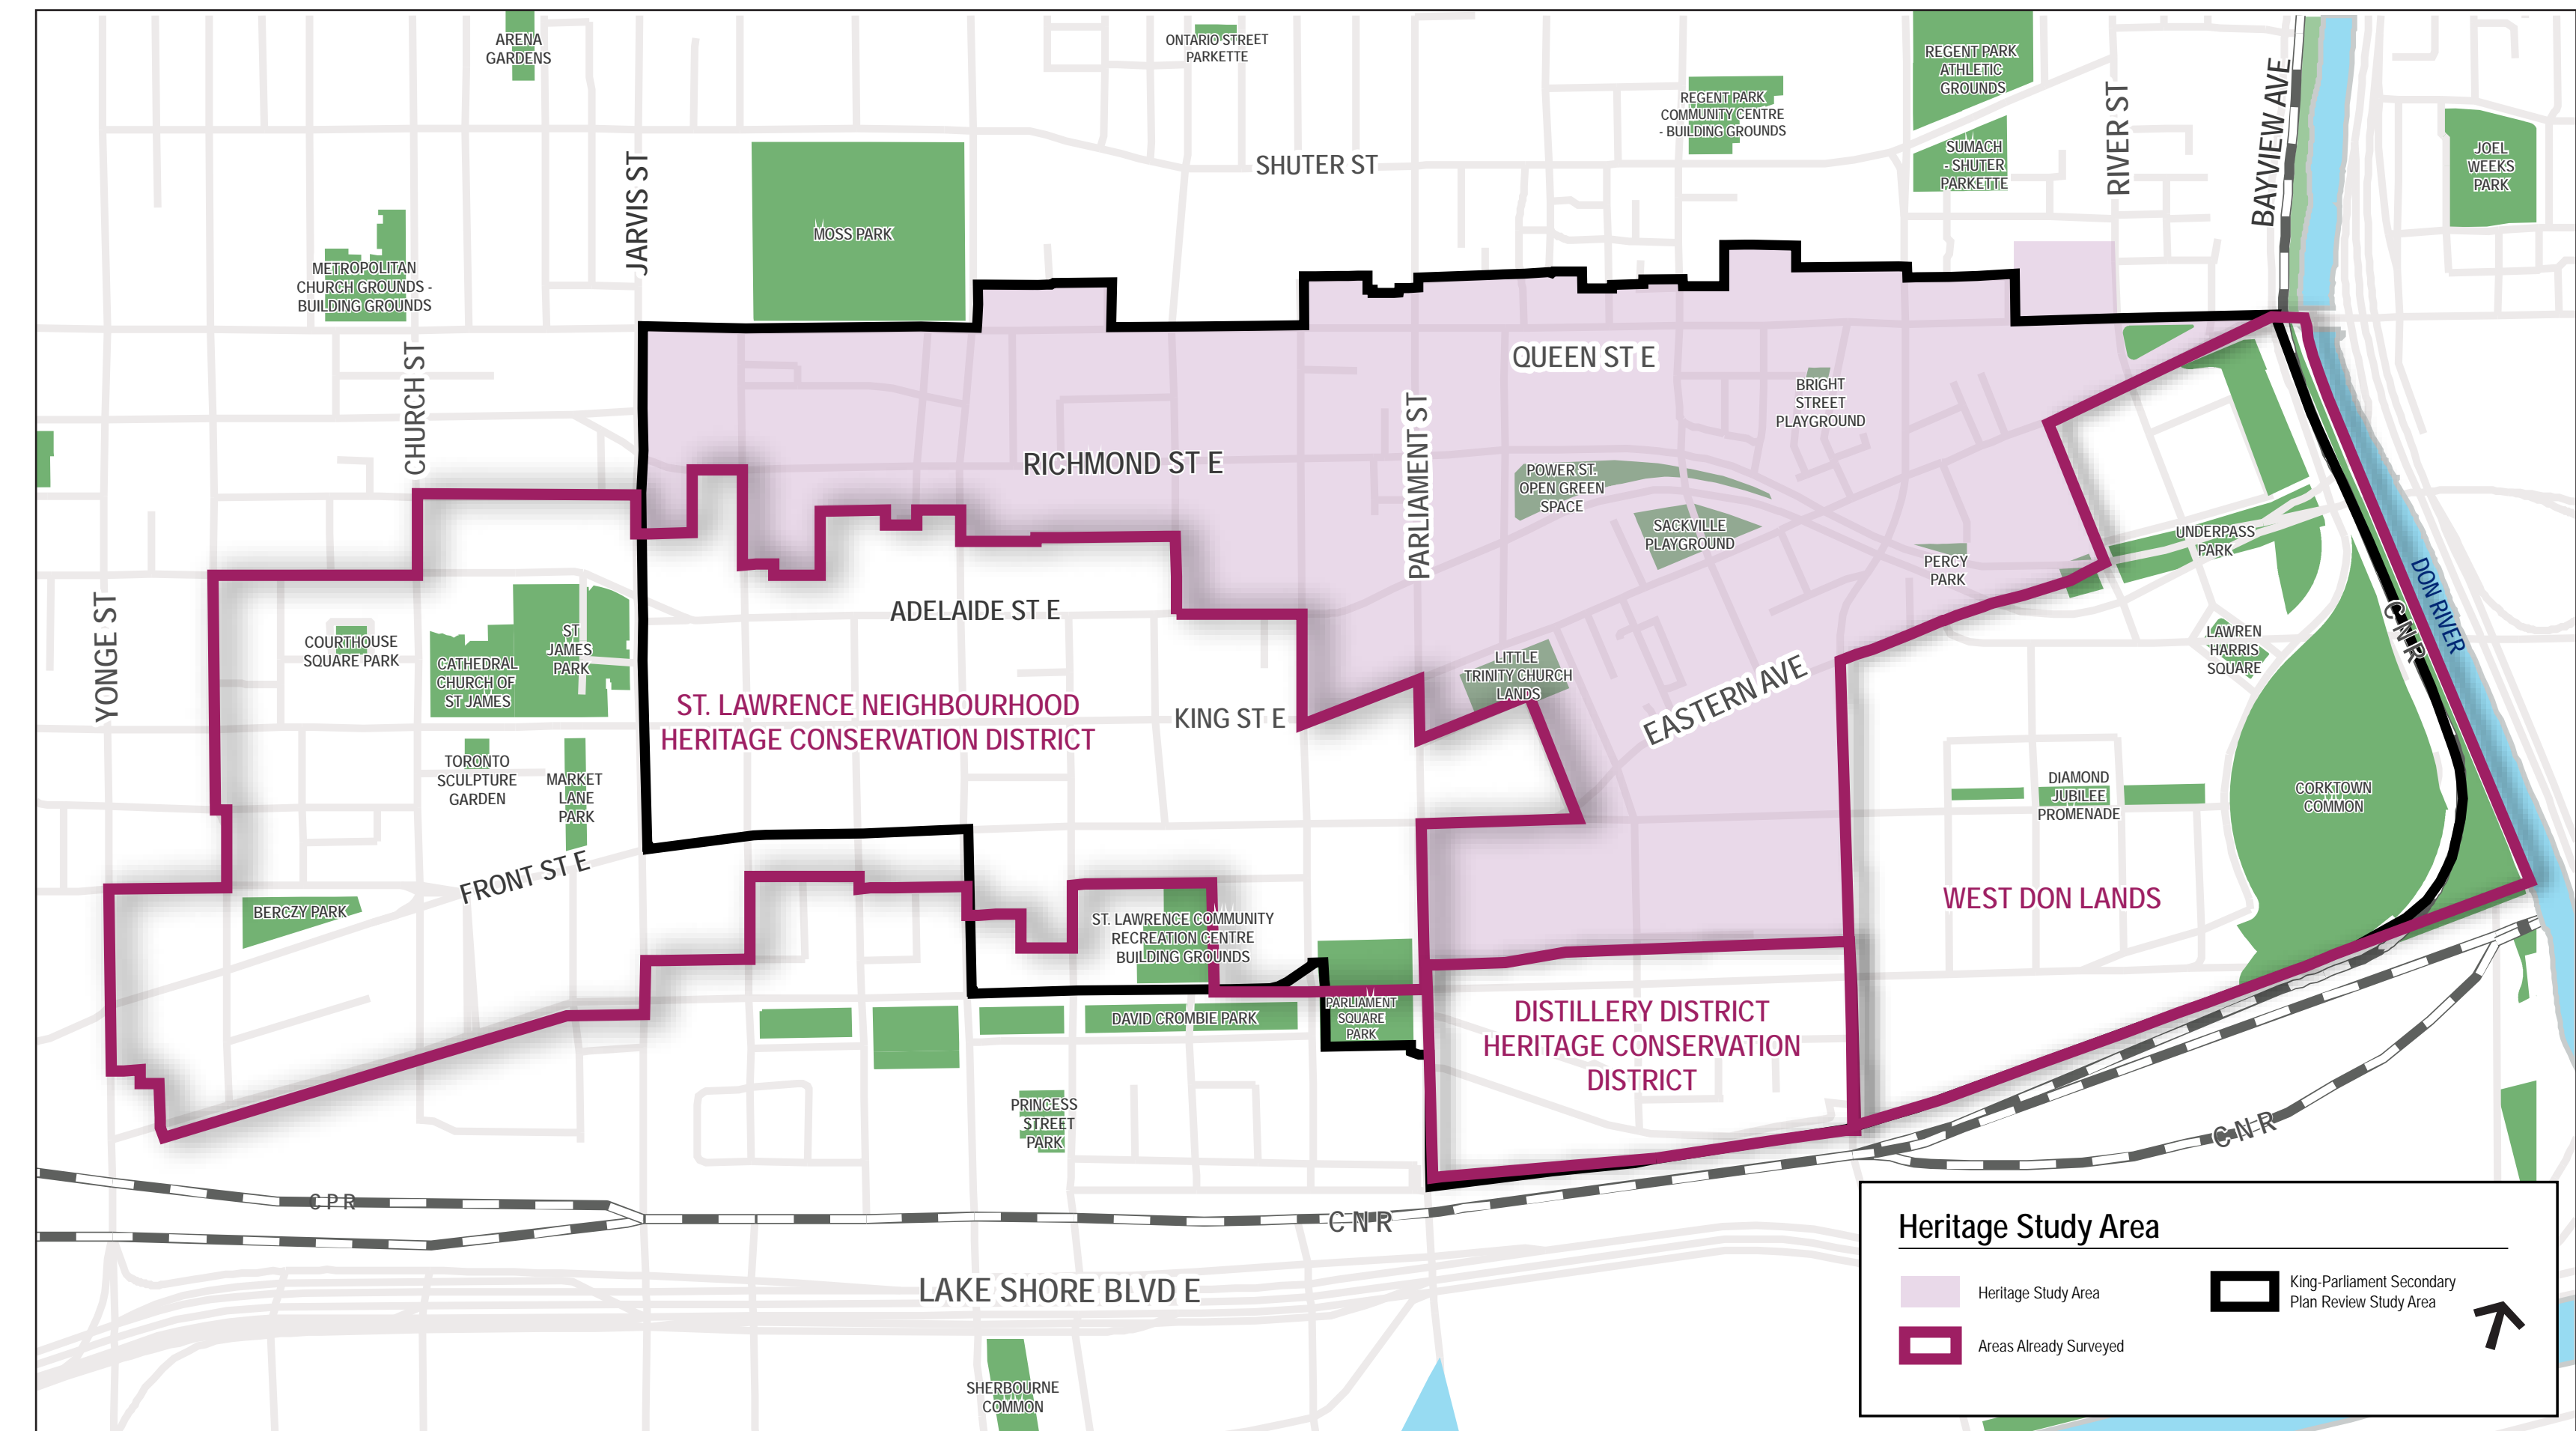 ARENA
GARDENS
ONTARIO STREET
PARKETTE
REGENT PARK
ATHLETIC
GROUNDS
REGENT PARK
COMMUNITY CENTRE
- BUILDING GROUNDS
SUMACH
- SHUTER
PARKETTE
RIVER ST
BAYVIEW AVE
JOEL
WEEKS
PARK
SHUTER ST
JARVIS ST
MOSS PARK
METROPOLITAN
CHURCH GROUNDS -
BUILDING GROUNDS
CHURCH ST
QUEEN ST E
BRIGHT
STREET
PLAYGROUND
PARLIAMENT ST
RICHMOND ST E
POWER ST.
OPEN GREEN
SPACE
SACKVILLE
PLAYGROUND
PERCY
PARK
UNDERPASS
PARK
DON RIVER
C N R
YONGE ST
COURTHOUSE
SQUARE PARK
CATHEDRAL
CHURCH OF
ST JAMES
ST
JAMES
PARK
ADELAIDE ST E
LITTLE
TRINITY CHURCH
LANDS
LAWREN
HARRIS
SQUARE
ST. LAWRENCE NEIGHBOURHOOD
HERITAGE CONSERVATION DISTRICT
KING ST E
EASTERN AVE
TORONTO
SCULPTURE
GARDEN
MARKET
LANE
PARK
DIAMOND
JUBILEE
PROMENADE
CORKTOWN
COMMON
FRONT ST E
BERCZY PARK
WEST DON LANDS
ST. LAWRENCE COMMUNITY
RECREATION CENTRE
BUILDING GROUNDS
DAVID CROMBIE PARK
PARLIAMENT
SQUARE
PARK
DISTILLERY DISTRICT
HERITAGE CONSERVATION
DISTRICT
PRINCESS
STREET
PARK
C P R
C N R
C N R
LAKE SHORE BLVD E
SHERBOURNE
COMMON
Heritage Study Area
Heritage Study Area
King-Parliament Secondary
Plan Review Study Area
Areas Already Surveyed